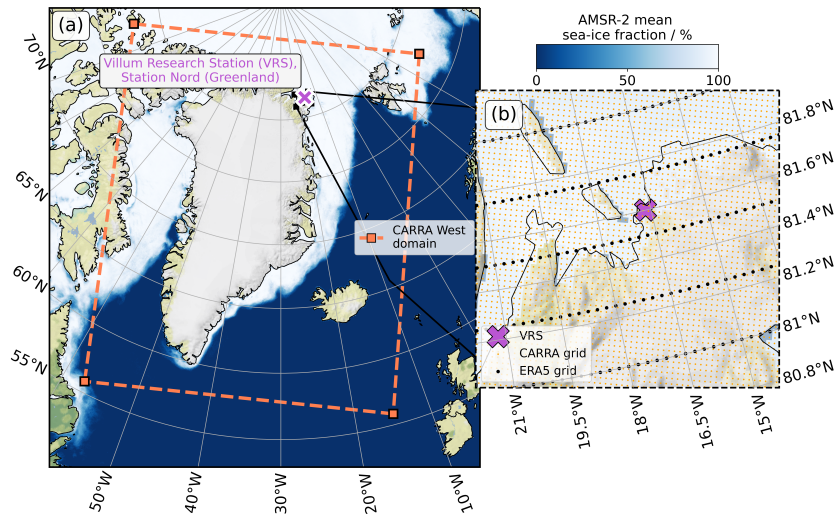 (a)
Villum Research Station (VRS),
Station Nord (Greenland)
CARRA West
domain
70°N
65°N
60°N
55°N
50°W
40°W
30°W
20°W
10°W
AMSR-2 mean
sea-ice fraction / %
0
50
100
(b)
81.8°N
81.6°N
81.4°N
81.2°N
81°N
80.8°N
VRS
CARRA grid
ERA5 grid
21°W
19.5°W
18°W
16.5°W
15°W